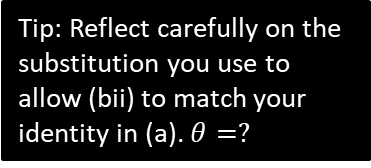 Tip: Reflect carefully on the
substitution you use to
allow (bii) to match your
identity in (a). 𝜃 =?